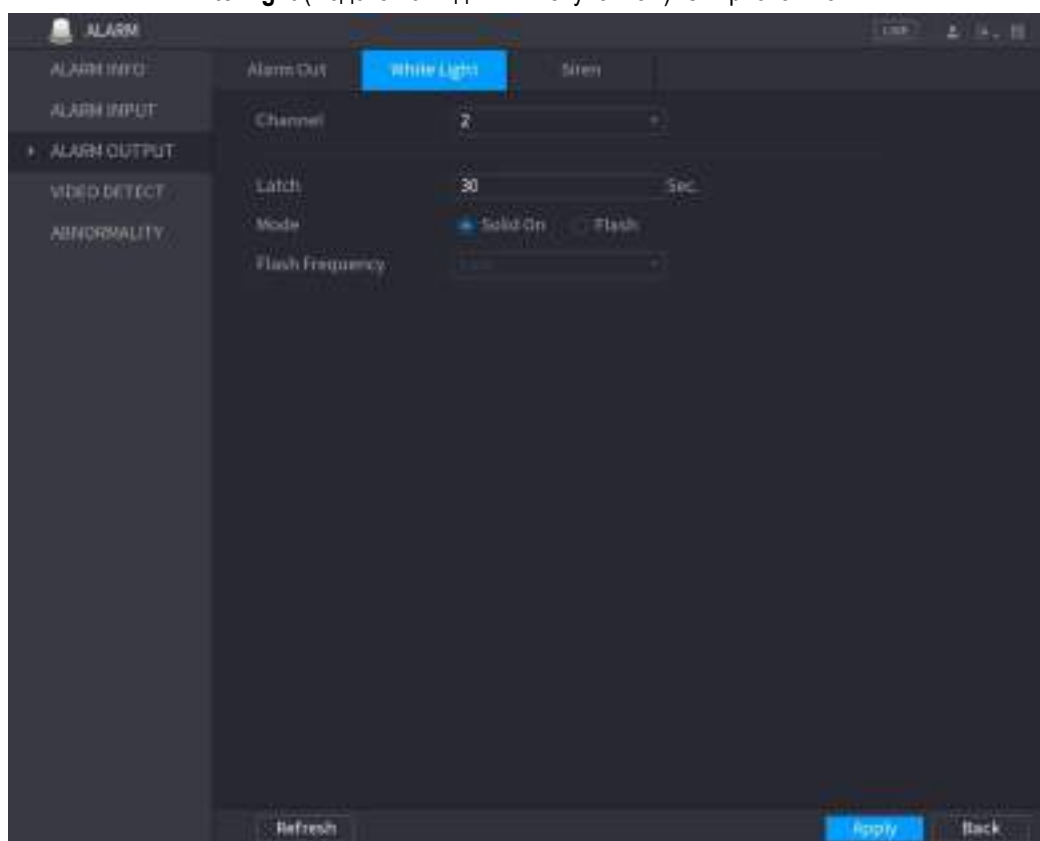 ALARM LIVE
ALARM INFO
ALARM INPUT
ALARM OUTPUT
VIDEO DETECT
ABNORMALITY
Alarm Out White Light Siren
Channel 2
Latch 30 Sec.
Mode Solid On Flash
Flash Frequency
Refresh Apply Back